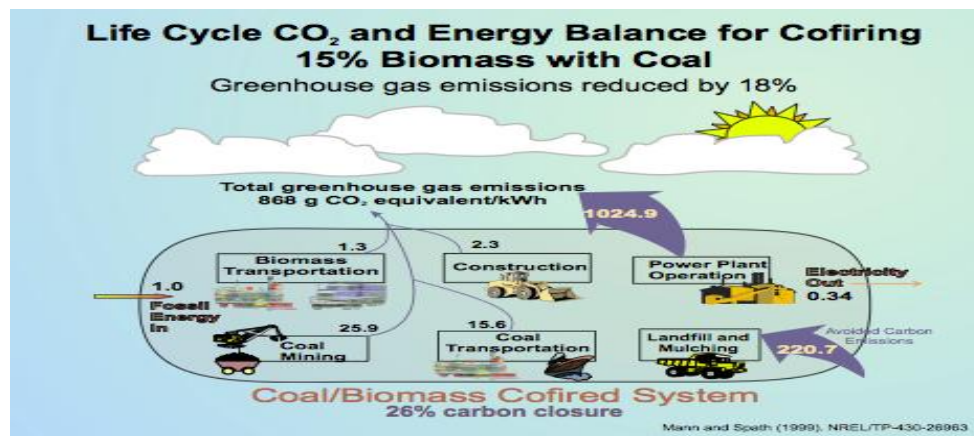 Life Cycle CO₂ and Energy Balance for Cofiring
15% Biomass with Coal
Greenhouse gas emissions reduced by 18%
Total greenhouse gas emissions
868 g CO₂ equivalent/kWh
1024.9
1.3
Biomass
Transportation
2.3
Construction
Power Plant
Operation
Electricity
Out
0.34
1.0
Fossil
Energy
In
25.9
Coal
Mining
15.6
Coal
Transportation
Landfill and
Mulching
220.7
Avoided Carbon
Emissions
Coal/Biomass Cofired System
26% carbon closure
Mann and Spath (1999). NREL/TP-430-26963